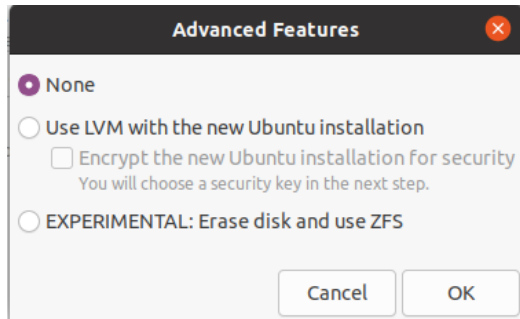 Advanced Features
None
Use LVM with the new Ubuntu installation
Encrypt the new Ubuntu installation for security
You will choose a security key in the next step.
EXPERIMENTAL: Erase disk and use ZFS
Cancel OK